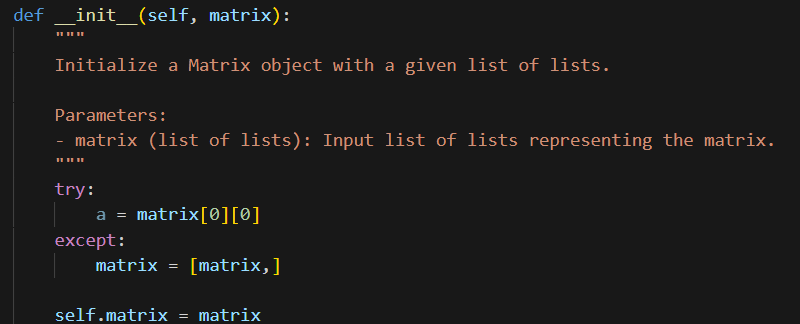 def __init__(self, matrix):
    """
    Initialize a Matrix object with a given list of lists.

    Parameters:
    - matrix (list of lists): Input list of lists representing the matrix.
    """
    try:
        a = matrix[0][0]
    except:
        matrix = [matrix,]

    self.matrix = matrix